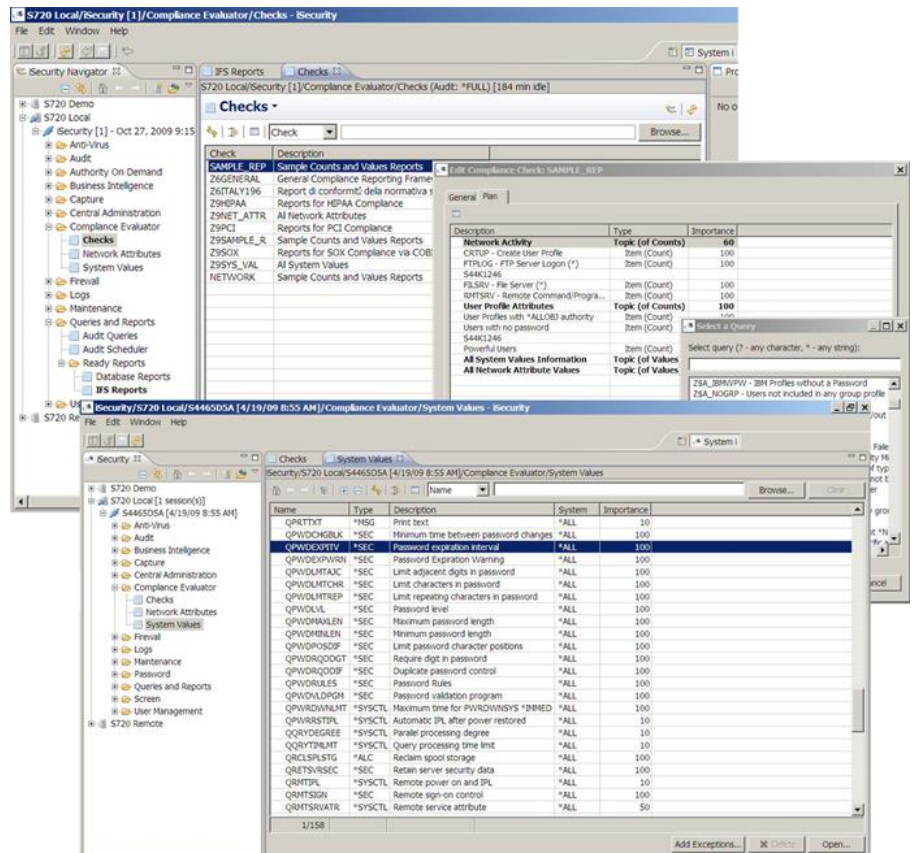 S720 Local/iSecurity [1]/Compliance Evaluator/Checks - iSecurity
File Edit Window Help
System i
iSecurity Navigator
IFS Reports
Checks
S720 Local/iSecurity [1]/Compliance Evaluator/Checks (Audit: *FULL) [184 min idle]
S720 Demo
S720 Local
iSecurity [1] - Oct 27, 2009 9:15
Anti-Virus
Audit
Authority On Demand
Business Intelligence
Capture
Central Administration
Compliance Evaluator
Checks
Network Attributes
System Values
Firewall
Logs
Maintenance
Queries and Reports
Audit Queries
Audit Scheduler
Ready Reports
Database Reports
IFS Reports
Checks
No o
Check
Browse...
Check Description
SAMPLE_REP Sample Counts and Values Reports
Z6GENERAL General Compliance Reporting Frame
Z6ITALY196 Report di conformità dela normativa s
Z9HIPAA Reports for HIPAA Compliance
Z9NET_ATTR All Network Attributes
Z9PCI Reports for PCI Compliance
Z9SAMPLE_R Sample Counts and Values Reports
Z9SOX Reports for SOX Compliance via COBI
Z9SYS_VAL All System Values
NETWORK Sample Counts and Values Reports
Edit Compliance Check: SAMPLE_REP
General Plan
Description Type Importance
Network Activity Topic (of Counts) 60
CRTUP - Create User Profile Item (Count) 100
FTPLOG - FTP Server Logon (*) Item (Count) 100
S44K1246
FILSRV - File Server (*) Item (Count) 100
RMTSRV - Remote Command/Progra... Item (Count) 100
User Profile Attributes Topic (of Counts) 100
User Profiles with *ALLOBJ authority Item (Count) 100
Users with no password Item (Count)
S44K1246
Powerful Users Item (Count)
All System Values Information Topic (of Values
All Network Attribute Values Topic (of Values
Select a Query
Select query (? - any character, * - any string):
Z$A_IBMVPW - IBM Profiles without a Password
Z$A_NOGRP - Users not included in any group profile
iSecurity/S720 Local/S4465D5A [4/19/09 8:55 AM]/Compliance Evaluator/System Values - iSecurity
File Edit Window Help
System i
iSecurity
Checks
System Values
iSecurity/S720 Local/S4465D5A [4/19/09 8:55 AM]/Compliance Evaluator/System Values
S720 Demo
S720 Local [1 session(s)]
S4465D5A [4/19/09 8:55 AM]
Anti-Virus
Audit
Business Intelligence
Capture
Central Administration
Compliance Evaluator
Checks
Network Attributes
System Values
Firewall
Logs
Maintenance
Password
Queries and Reports
Screen
User Management
S720 Remote
Name
Browse...
Clear
Name Type Description System Importance
QPRTTXT *MSG Print text *ALL 10
QPWDCHGBLK *SEC Minimum time between password changes *ALL 100
QPWDEXPITV *SEC Password expiration interval *ALL 100
QPWDEXPWRN *SEC Password Expiration Warning *ALL 100
QPWDLMTAJC *SEC Limit adjacent digits in password *ALL 100
QPWDLMTCHR *SEC Limit characters in password *ALL 100
QPWDLMTREP *SEC Limit repeating characters in password *ALL 100
QPWDLVL *SEC Password level *ALL 100
QPWDMAXLEN *SEC Maximum password length *ALL 100
QPWDMINLEN *SEC Minimum password length *ALL 100
QPWDPOSDIF *SEC Limit password character positions *ALL 100
QPWDRQDDGT *SEC Require digit in password *ALL 100
QPWDRQDDIF *SEC Duplicate password control *ALL 100
QPWDRULES *SEC Password Rules *ALL 100
QPWDVLDPGM *SEC Password validation program *ALL 100
QPWRDWNLMT *SYSCTL Maximum time for PWRDWNSYS *IMMED *ALL 100
QPWRRSTIPL *SYSCTL Automatic IPL after power restored *ALL 10
QQRYDEGREE *SYSCTL Parallel processing degree *ALL 10
QQRYTIMLMT *SYSCTL Query processing time limit *ALL 10
QRCLSPLSTG *ALC Reclaim spool storage *ALL 100
QRETSVRSEC *SEC Retain server security data *ALL 100
QRMTIPL *SYSCTL Remote power on and IPL *ALL 10
QRMTSIGN *SEC Remote sign-on control *ALL 100
QRMTSRVATR *SYSCTL Remote service attribute *ALL 50
1/158
Add Exceptions... Delete Open...